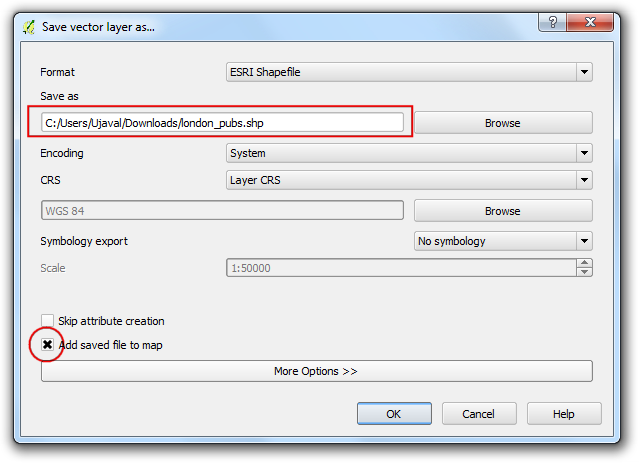 Save vector layer as...
?
Format ESRI Shapefile
Save as
C:/Users/Ujaval/Downloads/london_pubs.shp Browse
Encoding System
CRS Layer CRS
WGS 84 Browse
Symbology export No symbology
Scale 1:50000
Skip attribute creation
Add saved file to map
More Options >>
OK Cancel Help